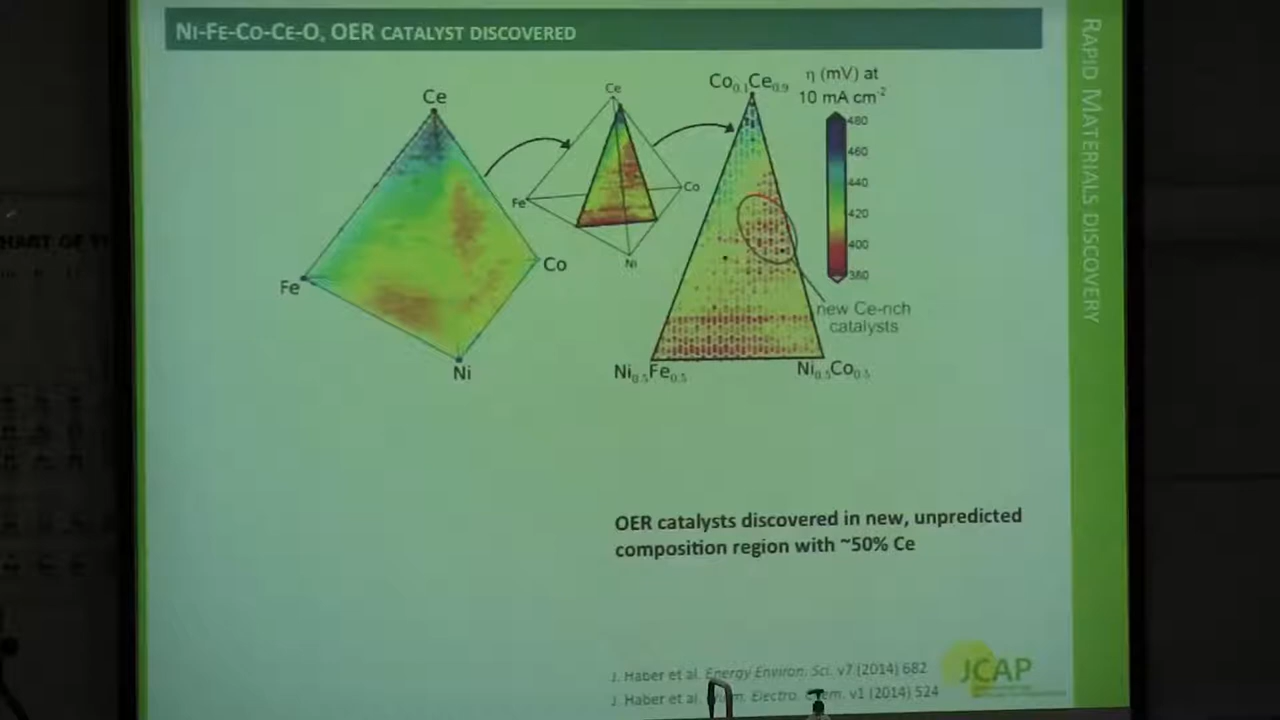 NI-FE-CO-CE-O, OER CATALYST DISCOVERED
RAPID MATERIALS DISCOVERY
Ce
Fe
Co
Ni
Ce
Fe
Co
Ni
Co0.1Ce0.9
Ni0.5Fe0.5
Ni0.5Co0.5
η (mV) at
10 mA cm-2
480
460
440
420
400
380
new Ce-rich
catalysts
OER catalysts discovered in new, unpredicted
composition region with ~50% Ce
J. Haber et al. Energy Environ. Sci. v7 (2014) 682
J. Haber et al. Electro. v1 (2014) 524
JCAP